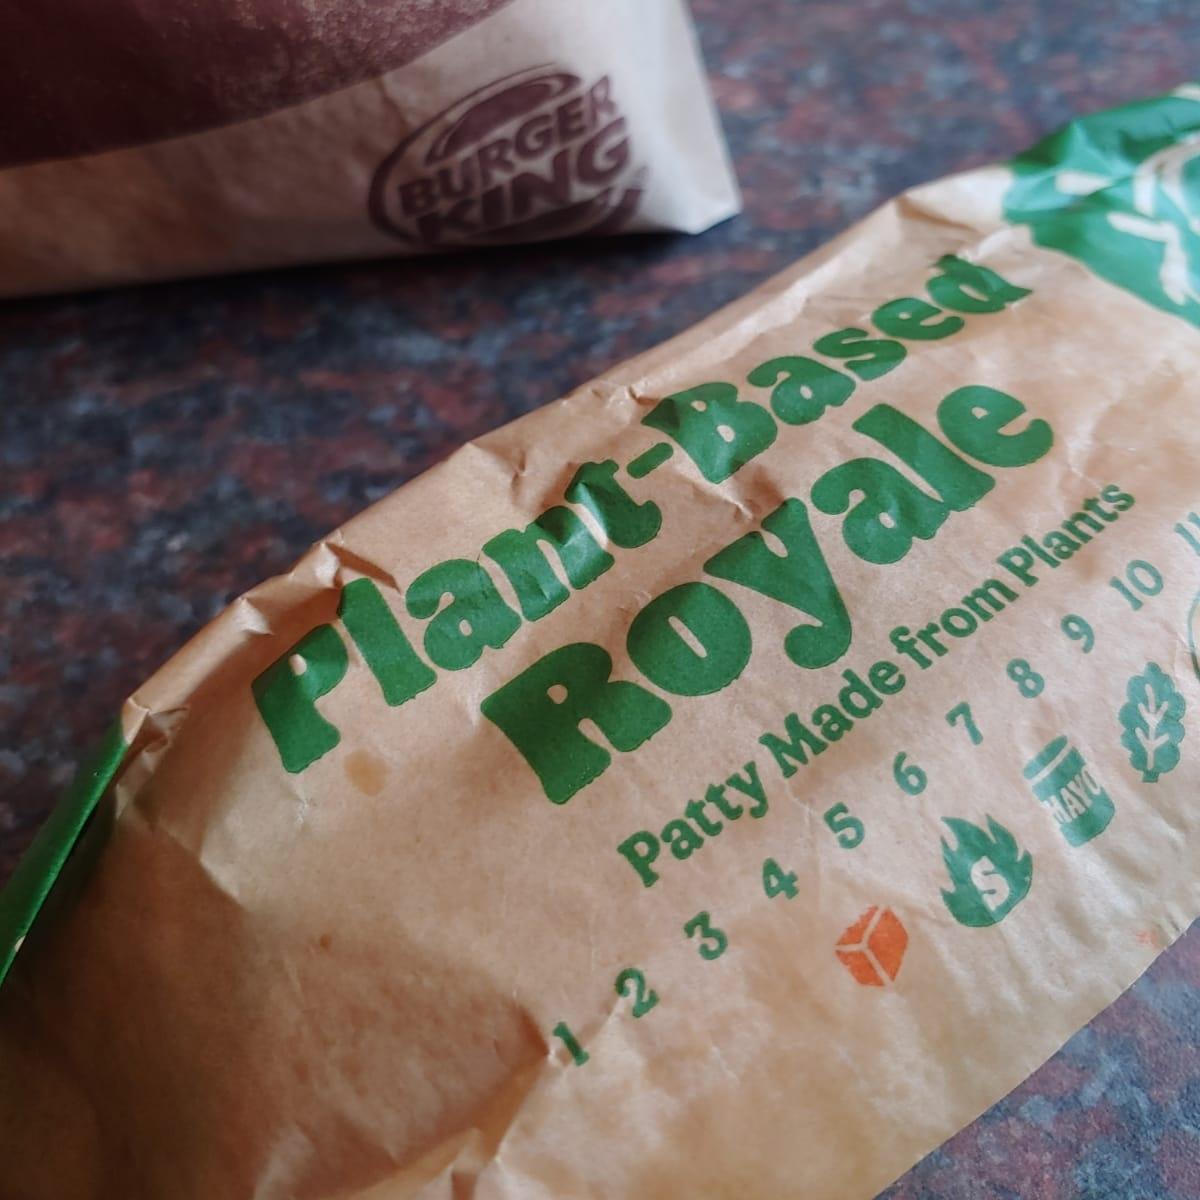 BURGER
KING
Plant-Based
Royale
Patty Made from Plants
1 2 3 4 5 6 7 8 9 10 11
S
MAYO